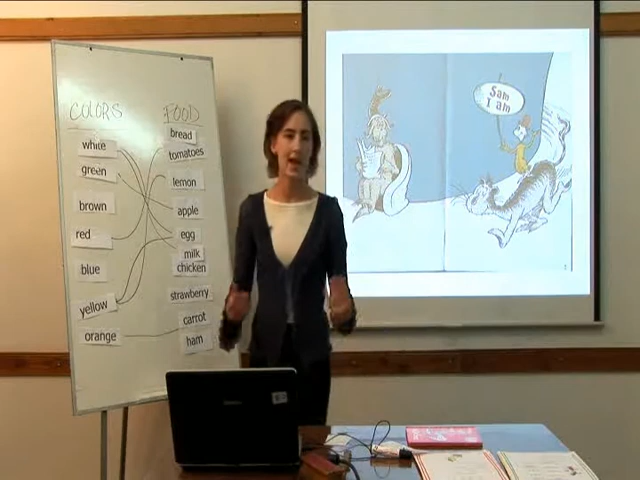 COLORS
white
green
brown
red
blue
yellow
orange
FOOD
bread
tomatoes
lemon
apple
egg
milk
chicken
strawberry
carrot
ham
Sam
I am